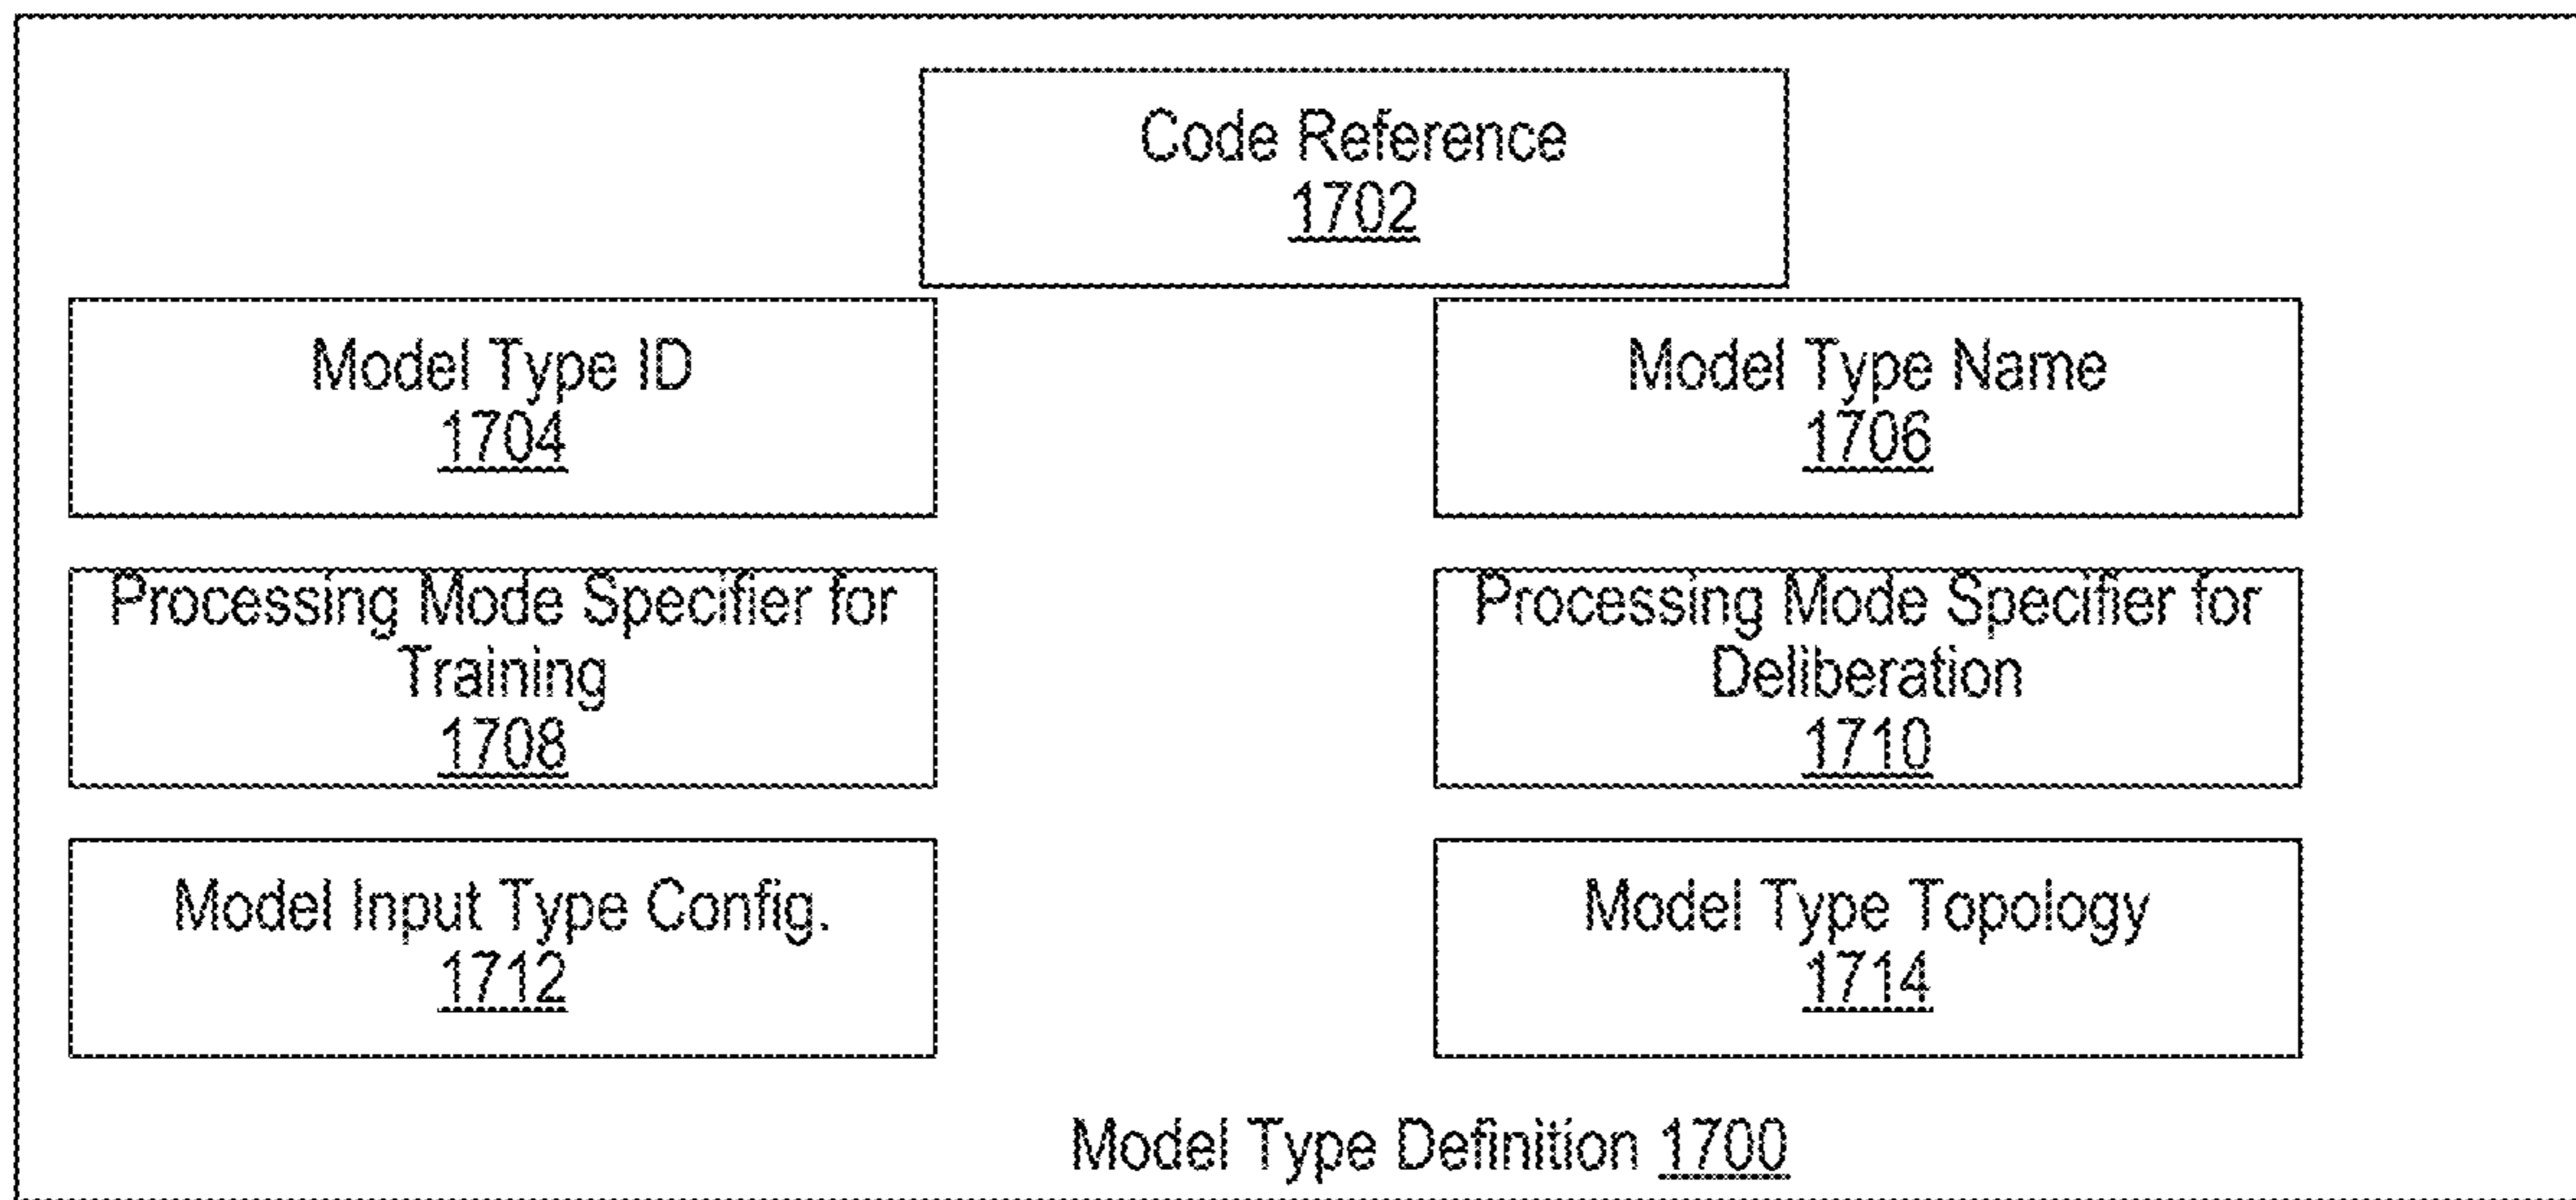 Code Reference
1702
Model Type ID
1704
Model Type Name
1706
Processing Mode Specifier for
Training
1708
Processing Mode Specifier for
Deliberation
1710
Model Input Type Config.
1712
Model Type Topology
1714
Model Type Definition 1700